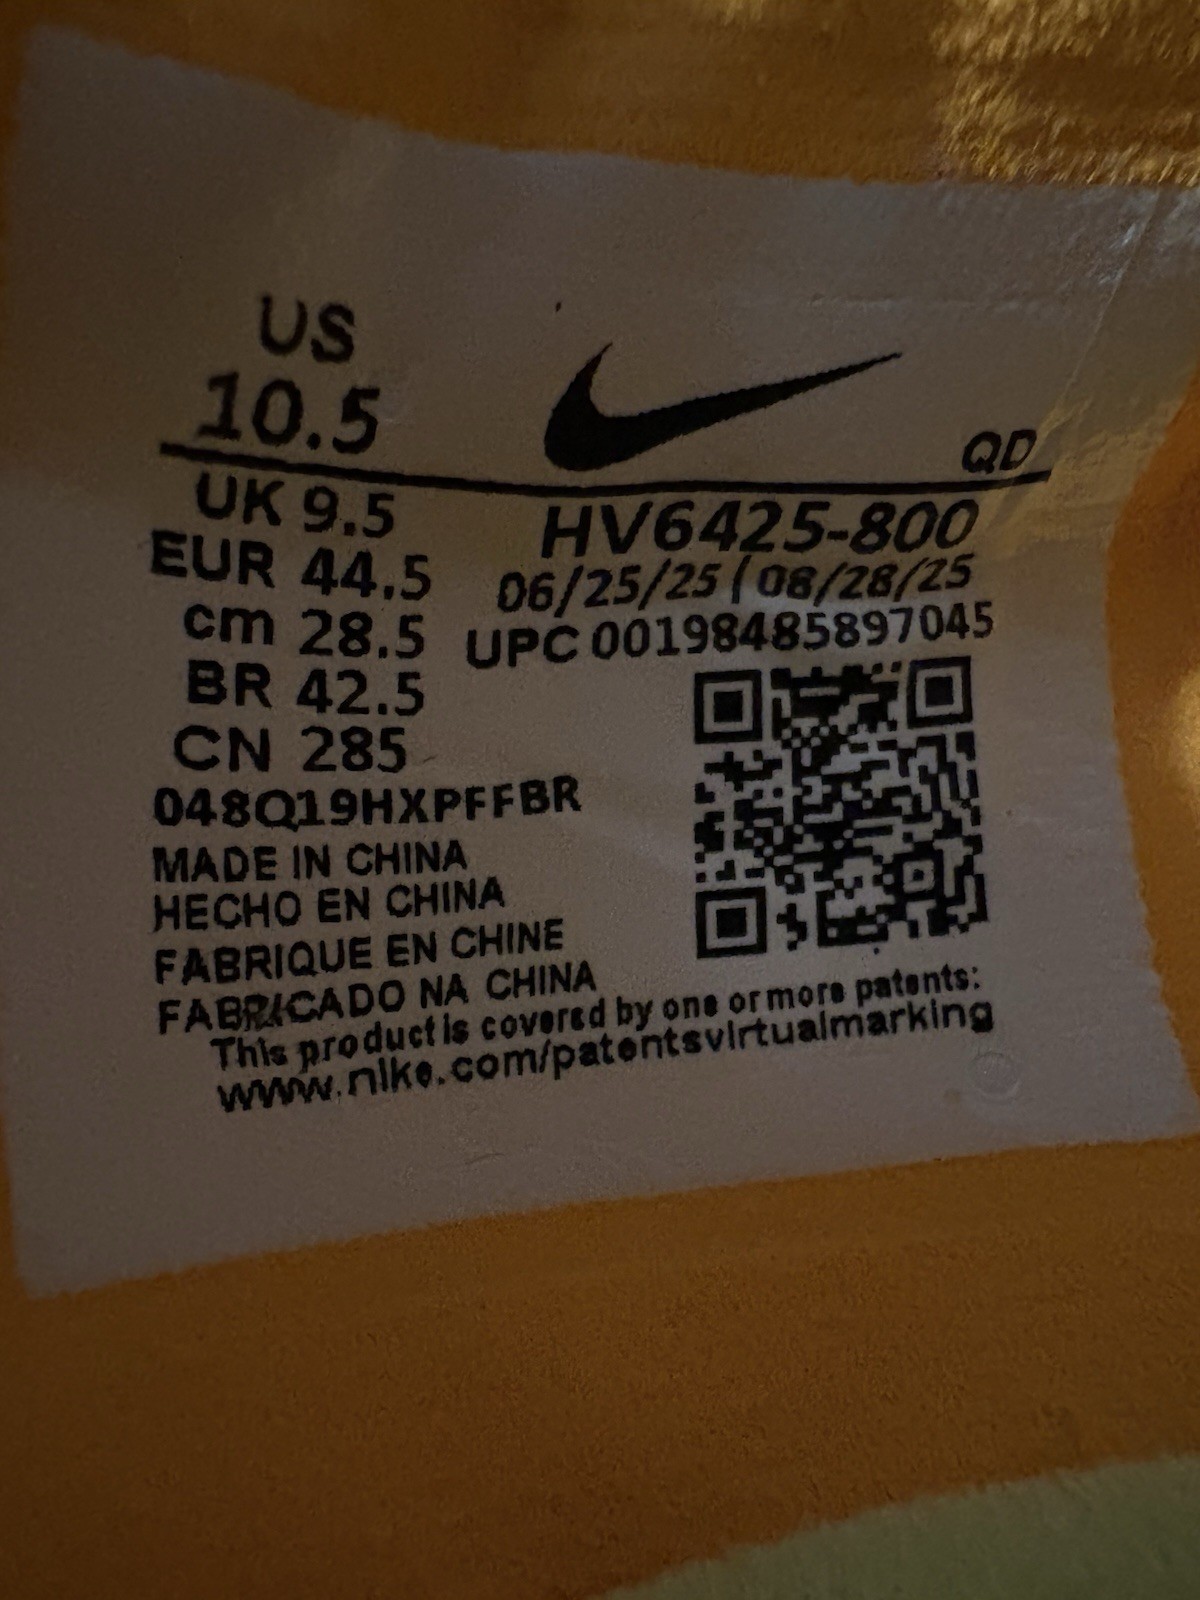 US
10.5
QD
UK 9.5
EUR 44.5
cm 28.5
BR 42.5
CN 285
HV6425-800
06/25/25 | 08/28/25
UPC 00198485897045
048Q19HXPFFBR
MADE IN CHINA
HECHO EN CHINA
FABRIQUE EN CHINE
FABRICADO NA CHINA
This product is covered by one or more patents:
www.nike.com/patentsvirtualmarking